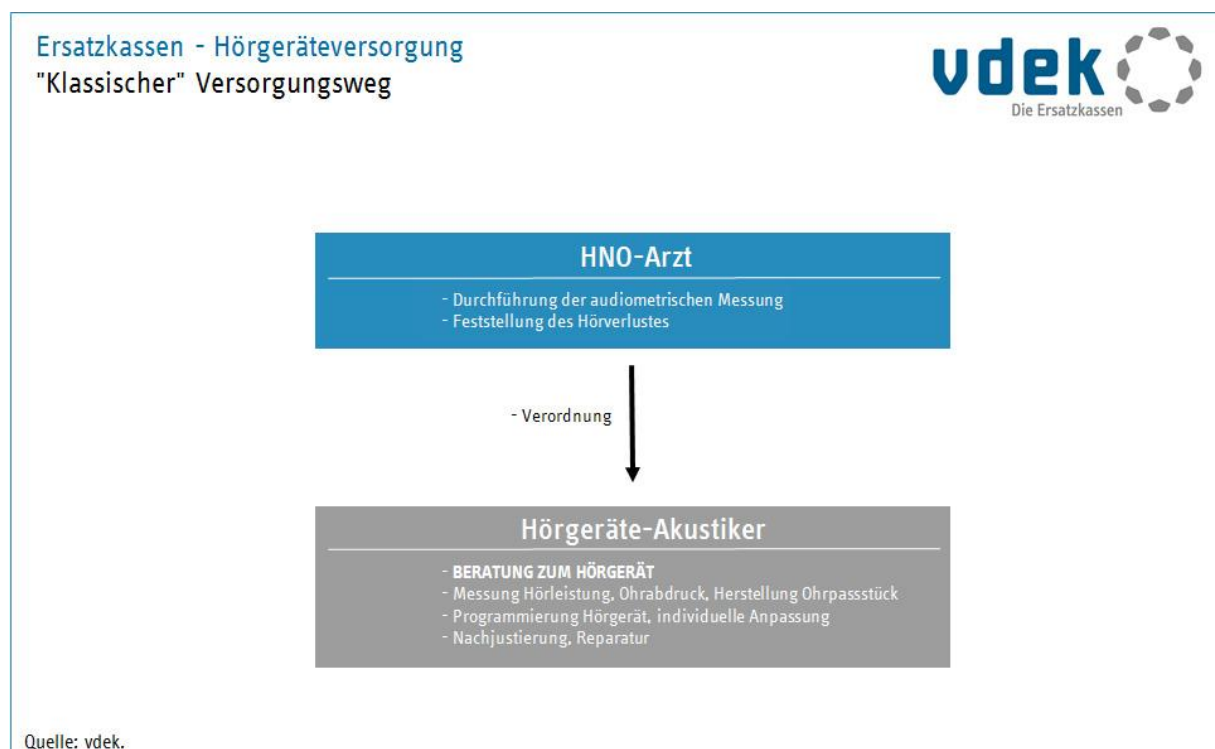 Ersatzkassen - Hörgeräteversorgung
"Klassischer" Versorgungsweg
vdek
Die Ersatzkassen
HNO-Arzt
- Durchführung der audiometrischen Messung
- Feststellung des Hörverlustes
- Verordnung
Hörgeräte-Akustiker
- BERATUNG ZUM HÖRGERÄT
- Messung Hörleistung, Ohrabdruck, Herstellung Ohrpassstück
- Programmierung Hörgerät, individuelle Anpassung
- Nachjustierung, Reparatur
Quelle: vdek.